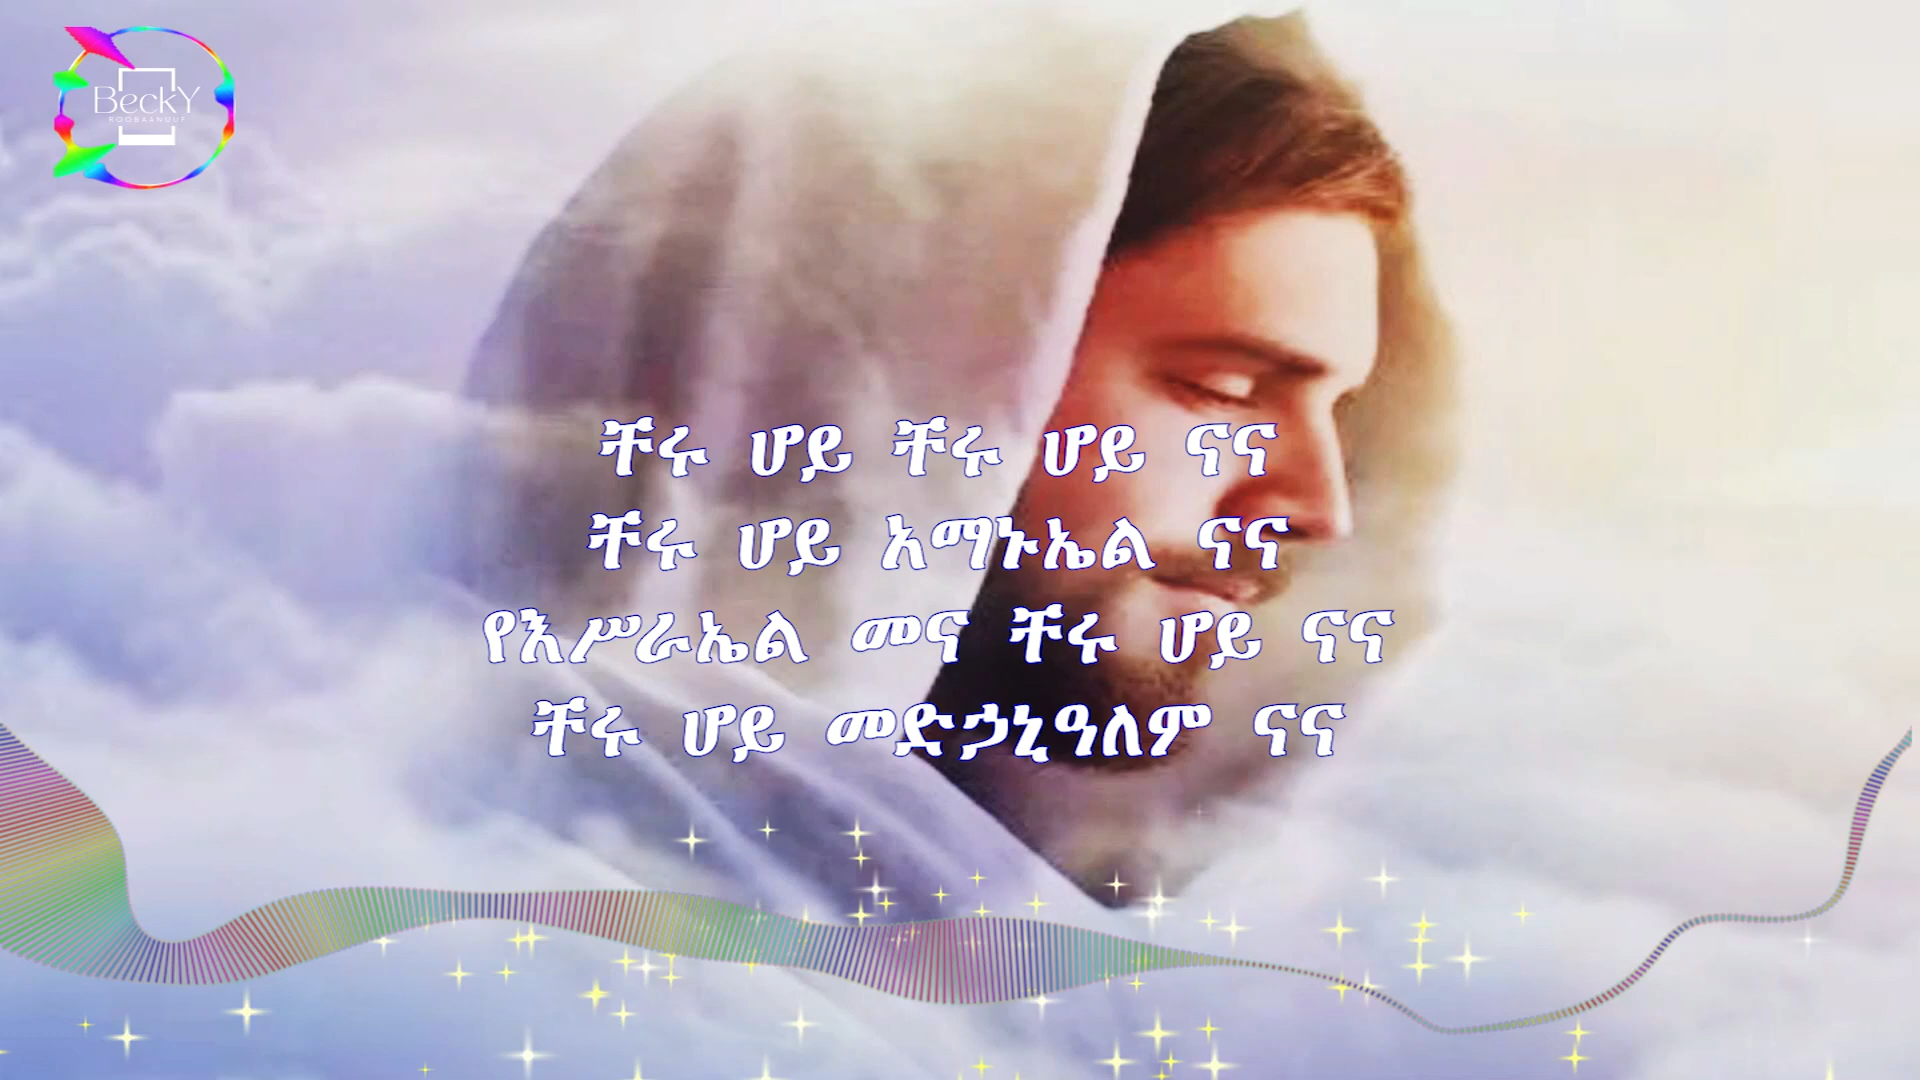 BeckY
ROOBAANOUF
ቸሩ ሆይ ቸሩ ሆይ ናና
ቸሩ ሆይ አማኑኤል ናና
የእሥራኤል መና ቸሩ ሆይ ናና
ቸሩ ሆይ መድኃኒዓለም ናና